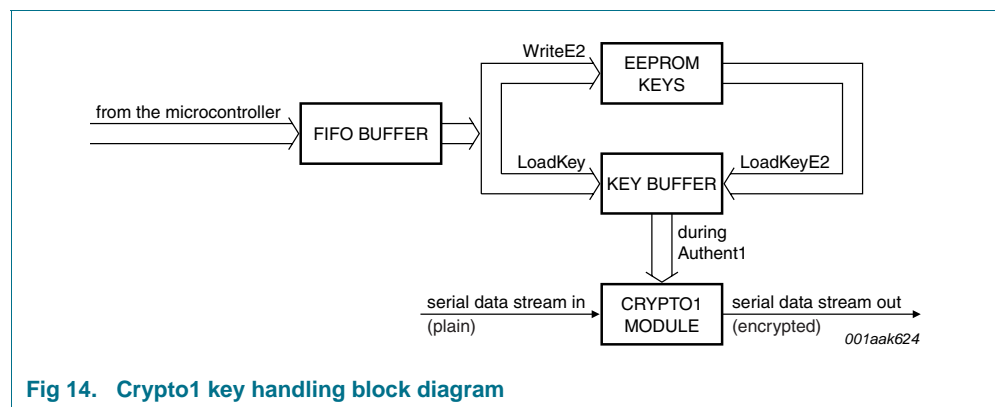 WriteE2
EEPROM
KEYS
from the microcontroller
FIFO BUFFER
LoadKey
KEY BUFFER
LoadKeyE2
during
Authent1
serial data stream in
(plain)
CRYPTO1
MODULE
serial data stream out
(encrypted)
001aak624
Fig 14. Crypto1 key handling block diagram